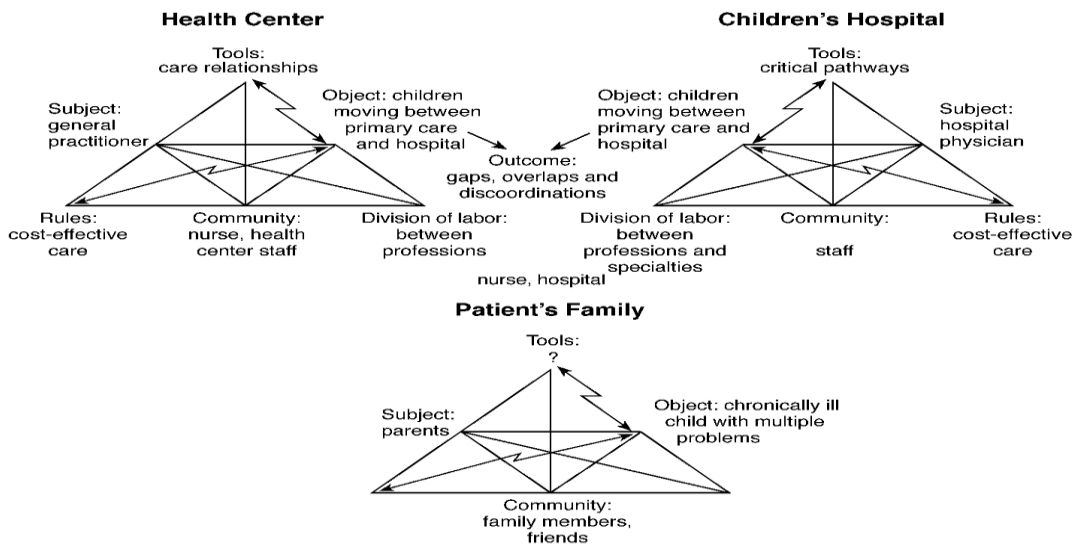 Health Center
Tools:
care relationships
Subject:
general
practitioner
Object: children
moving between
primary care
and hospital
Rules:
cost-effective
care
Community:
nurse, health
center staff
Division of labor:
between
professions
Outcome:
gaps, overlaps and
discoordinations
Children's Hospital
Tools:
critical pathways
Object: children
moving between
primary care and
hospital
Subject:
hospital
physician
Division of labor:
between
professions and
specialties
Community:
staff
Rules:
cost-effective
care
nurse, hospital
Patient's Family
Tools:
?
Subject:
parents
Object: chronically ill
child with multiple
problems
Community:
family members,
friends